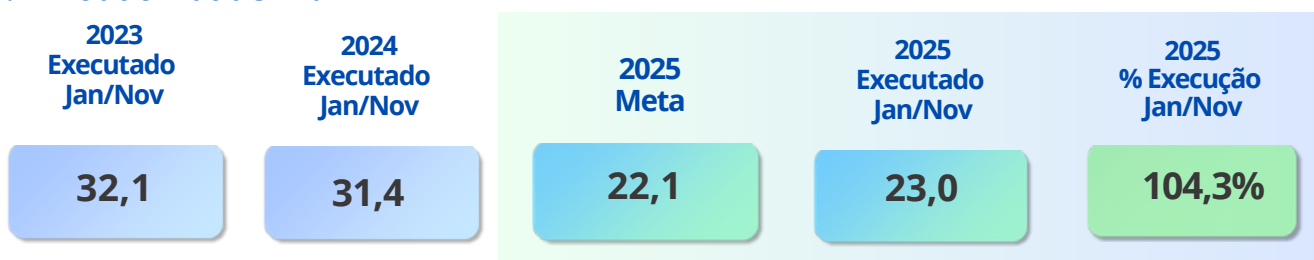 2023
Executado
Jan/Nov
32,1
2024
Executado
Jan/Nov
31,4
2025
Meta
22,1
2025
Executado
Jan/Nov
23,0
2025
% Execução
Jan/Nov
104,3%